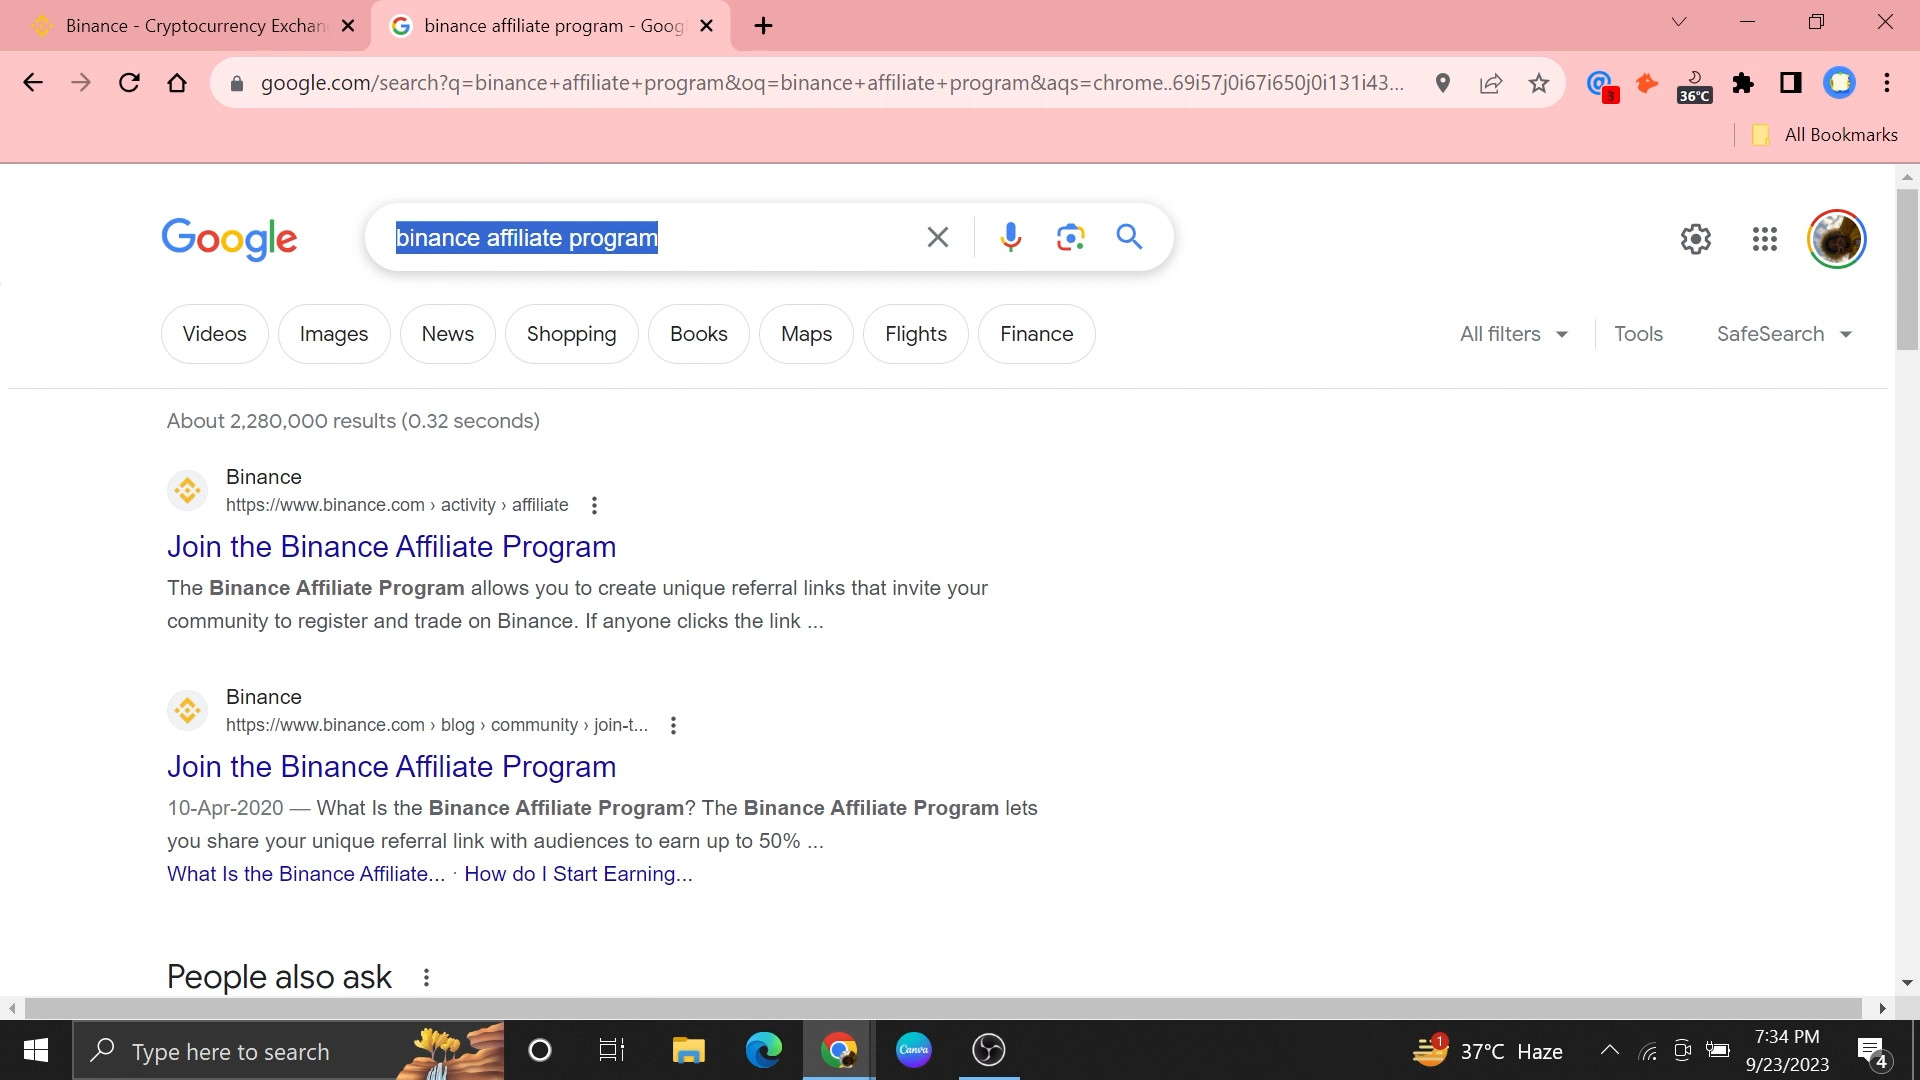 Binance - Cryptocurrency Exchan
binance affiliate program - Goog
google.com/search?q=binance+affiliate+program&oq=binance+affiliate+program&aqs=chrome..69i57j0i67i650j0i131i43...
3
36°C
All Bookmarks
Google
binance affiliate program
Videos
Images
News
Shopping
Books
Maps
Flights
Finance
All filters
Tools
SafeSearch
About 2,280,000 results (0.32 seconds)
Binance
https://www.binance.com › activity › affiliate
Join the Binance Affiliate Program
The Binance Affiliate Program allows you to create unique referral links that invite your
community to register and trade on Binance. If anyone clicks the link ...
Binance
https://www.binance.com › blog › community › join-t...
Join the Binance Affiliate Program
10-Apr-2020 — What Is the Binance Affiliate Program? The Binance Affiliate Program lets
you share your unique referral link with audiences to earn up to 50% ...
What Is the Binance Affiliate... · How do I Start Earning...
People also ask
Type here to search
Canva
1
37°C Haze
7:34 PM
9/23/2023
4